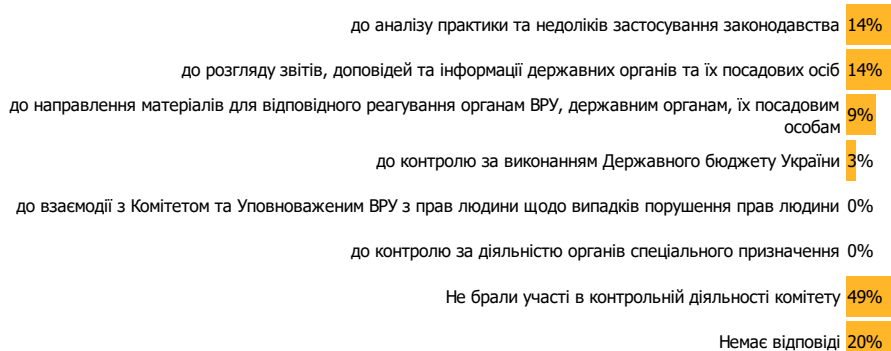 до аналізу практики та недоліків застосування законодавства 14%
до розгляду звітів, доповідей та інформації державних органів та їх посадових осіб 14%
до направлення матеріалів для відповідного реагування органам ВРУ, державним органам, їх посадовим
особам 9%
до контролю за виконанням Державного бюджету України 3%
до взаємодії з Комітетом та Уповноваженим ВРУ з прав людини щодо випадків порушення прав людини 0%
до контролю за діяльністю органів спеціального призначення 0%
Не брали участі в контрольній діяльності комітету 49%
Немає відповіді 20%